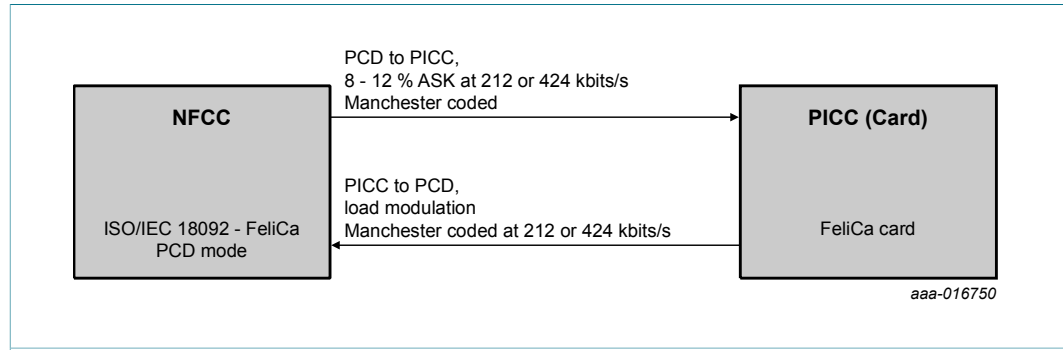 PCD to PICC,
8 - 12 % ASK at 212 or 424 kbits/s
Manchester coded
NFCC
PICC (Card)
PICC to PCD,
load modulation
Manchester coded at 212 or 424 kbits/s
ISO/IEC 18092 - FeliCa
PCD mode
FeliCa card
aaa-016750